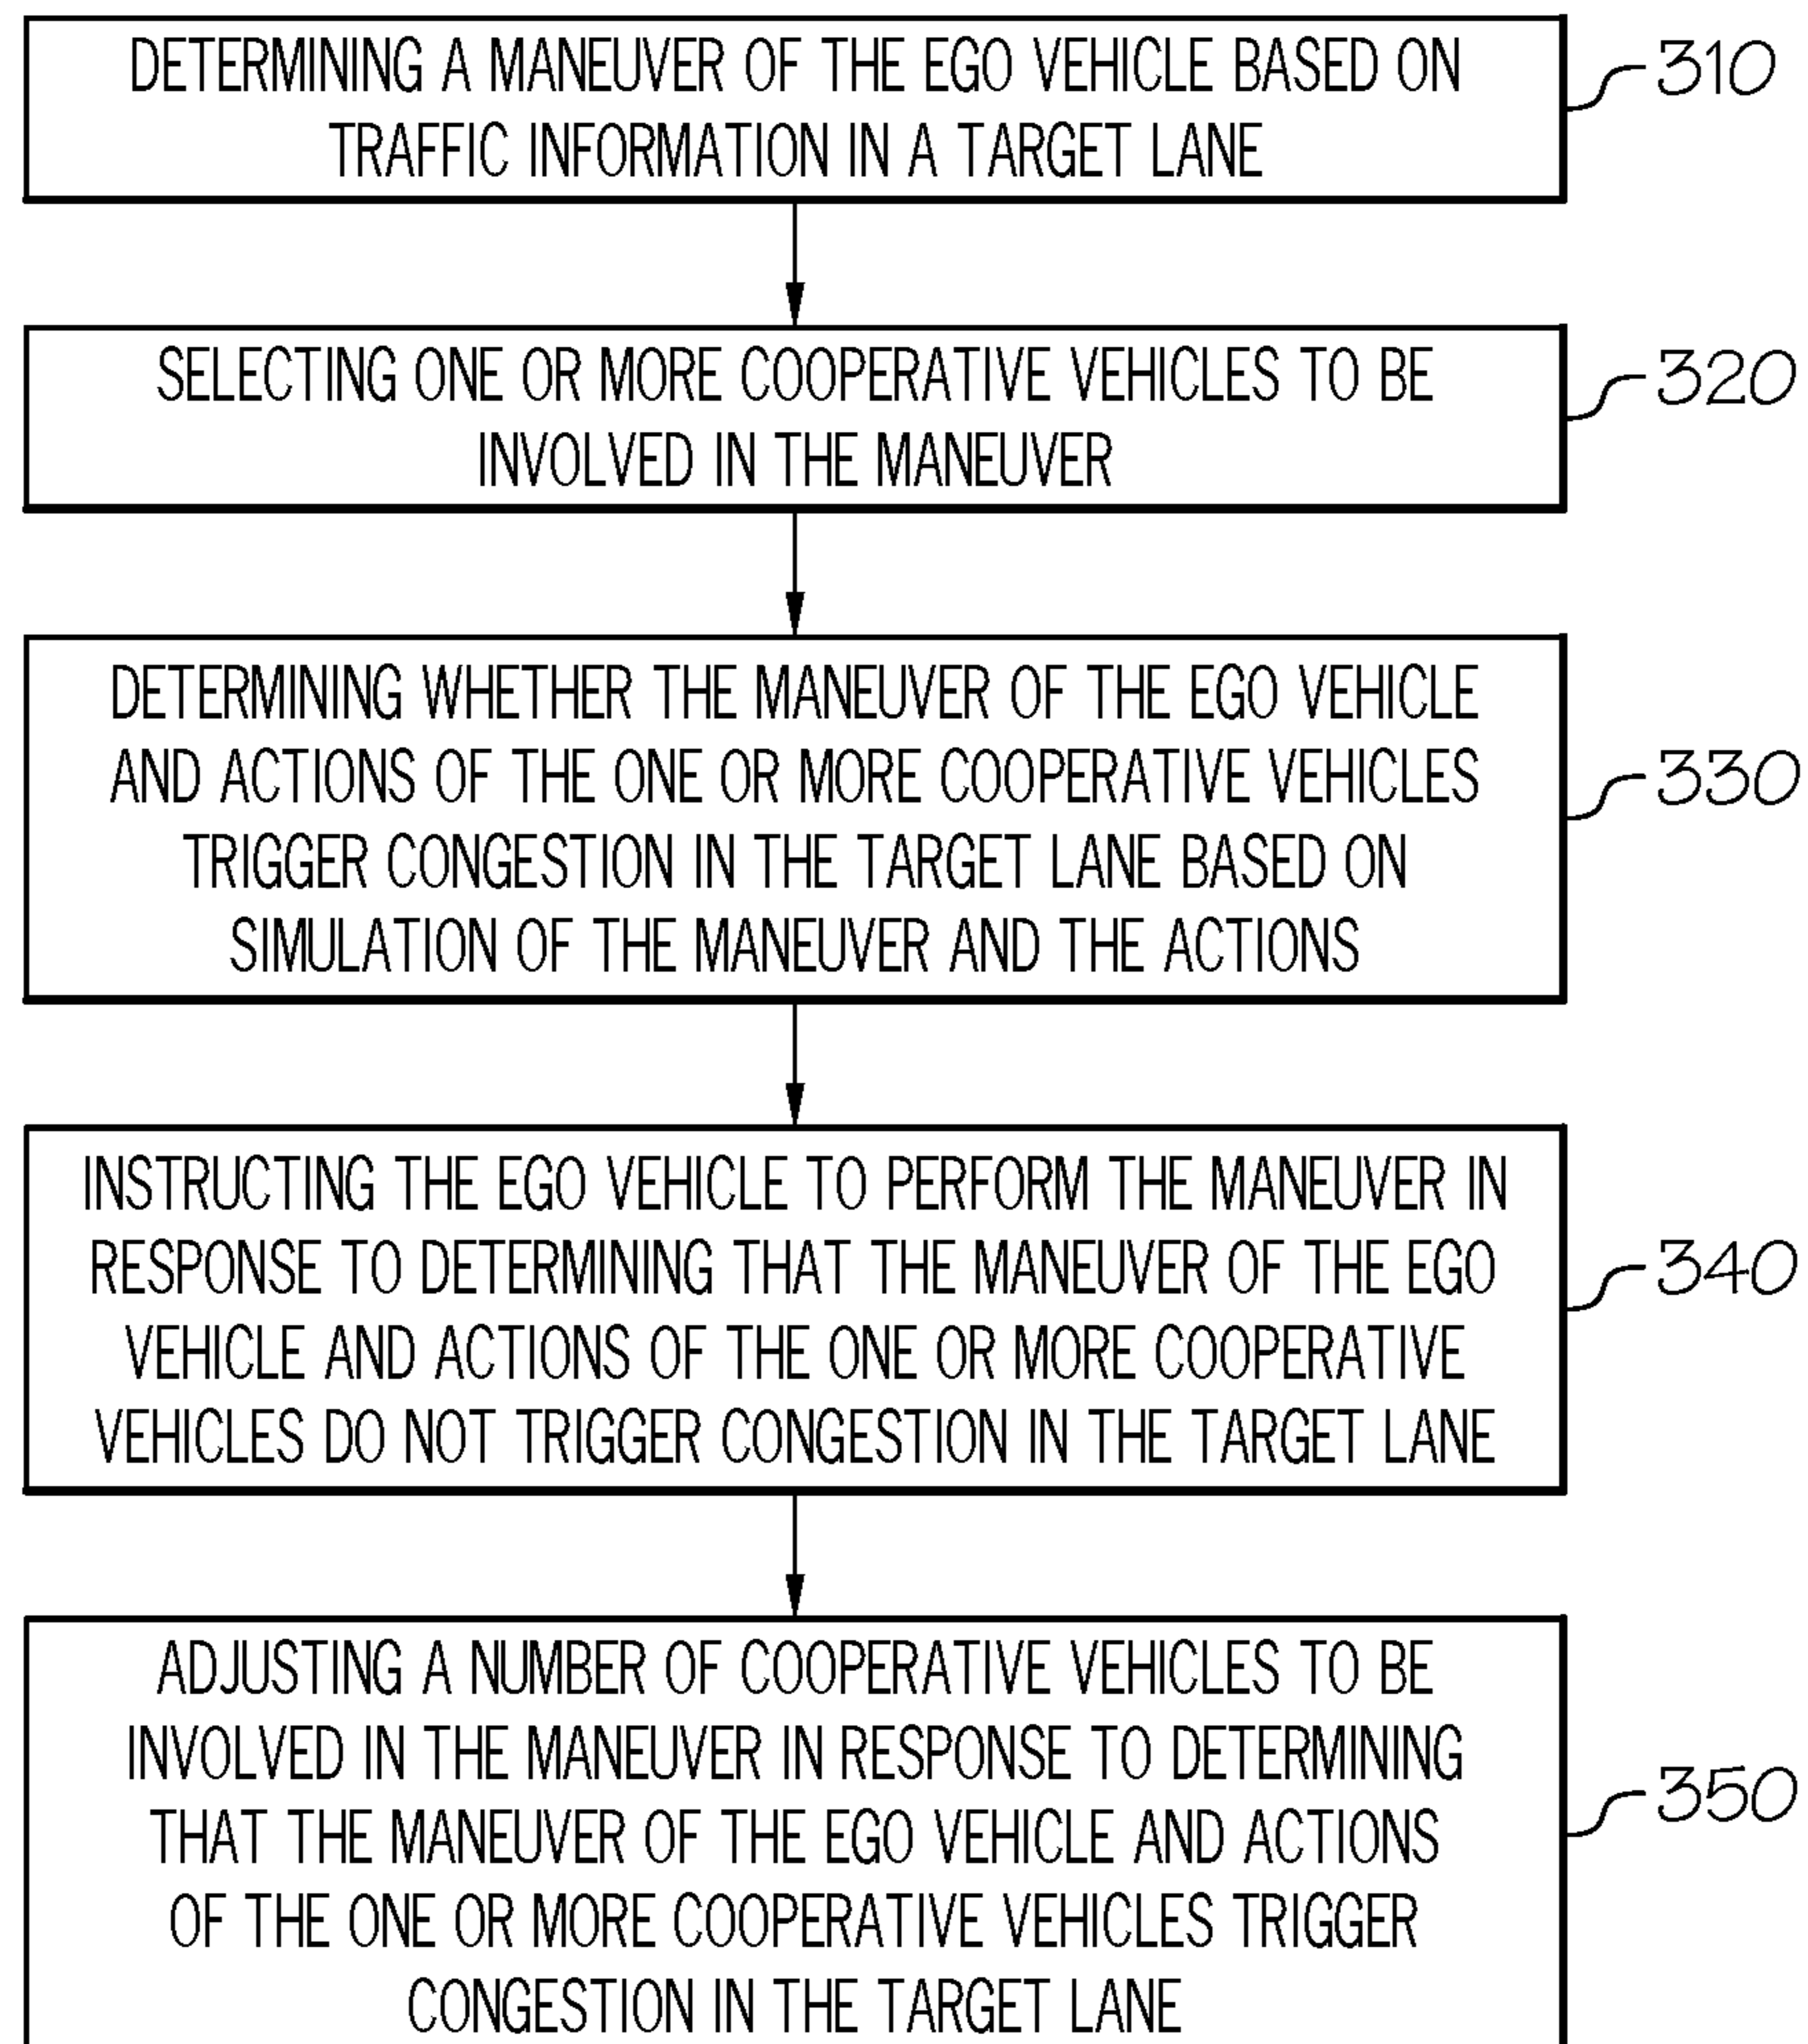 DETERMINING A MANEUVER OF THE EGO VEHICLE BASED ON
TRAFFIC INFORMATION IN A TARGET LANE
310
SELECTING ONE OR MORE COOPERATIVE VEHICLES TO BE
INVOLVED IN THE MANEUVER
320
DETERMINING WHETHER THE MANEUVER OF THE EGO VEHICLE
AND ACTIONS OF THE ONE OR MORE COOPERATIVE VEHICLES
TRIGGER CONGESTION IN THE TARGET LANE BASED ON
SIMULATION OF THE MANEUVER AND THE ACTIONS
330
INSTRUCTING THE EGO VEHICLE TO PERFORM THE MANEUVER IN
RESPONSE TO DETERMINING THAT THE MANEUVER OF THE EGO
VEHICLE AND ACTIONS OF THE ONE OR MORE COOPERATIVE
VEHICLES DO NOT TRIGGER CONGESTION IN THE TARGET LANE
340
ADJUSTING A NUMBER OF COOPERATIVE VEHICLES TO BE
INVOLVED IN THE MANEUVER IN RESPONSE TO DETERMINING
THAT THE MANEUVER OF THE EGO VEHICLE AND ACTIONS
OF THE ONE OR MORE COOPERATIVE VEHICLES TRIGGER
CONGESTION IN THE TARGET LANE
350